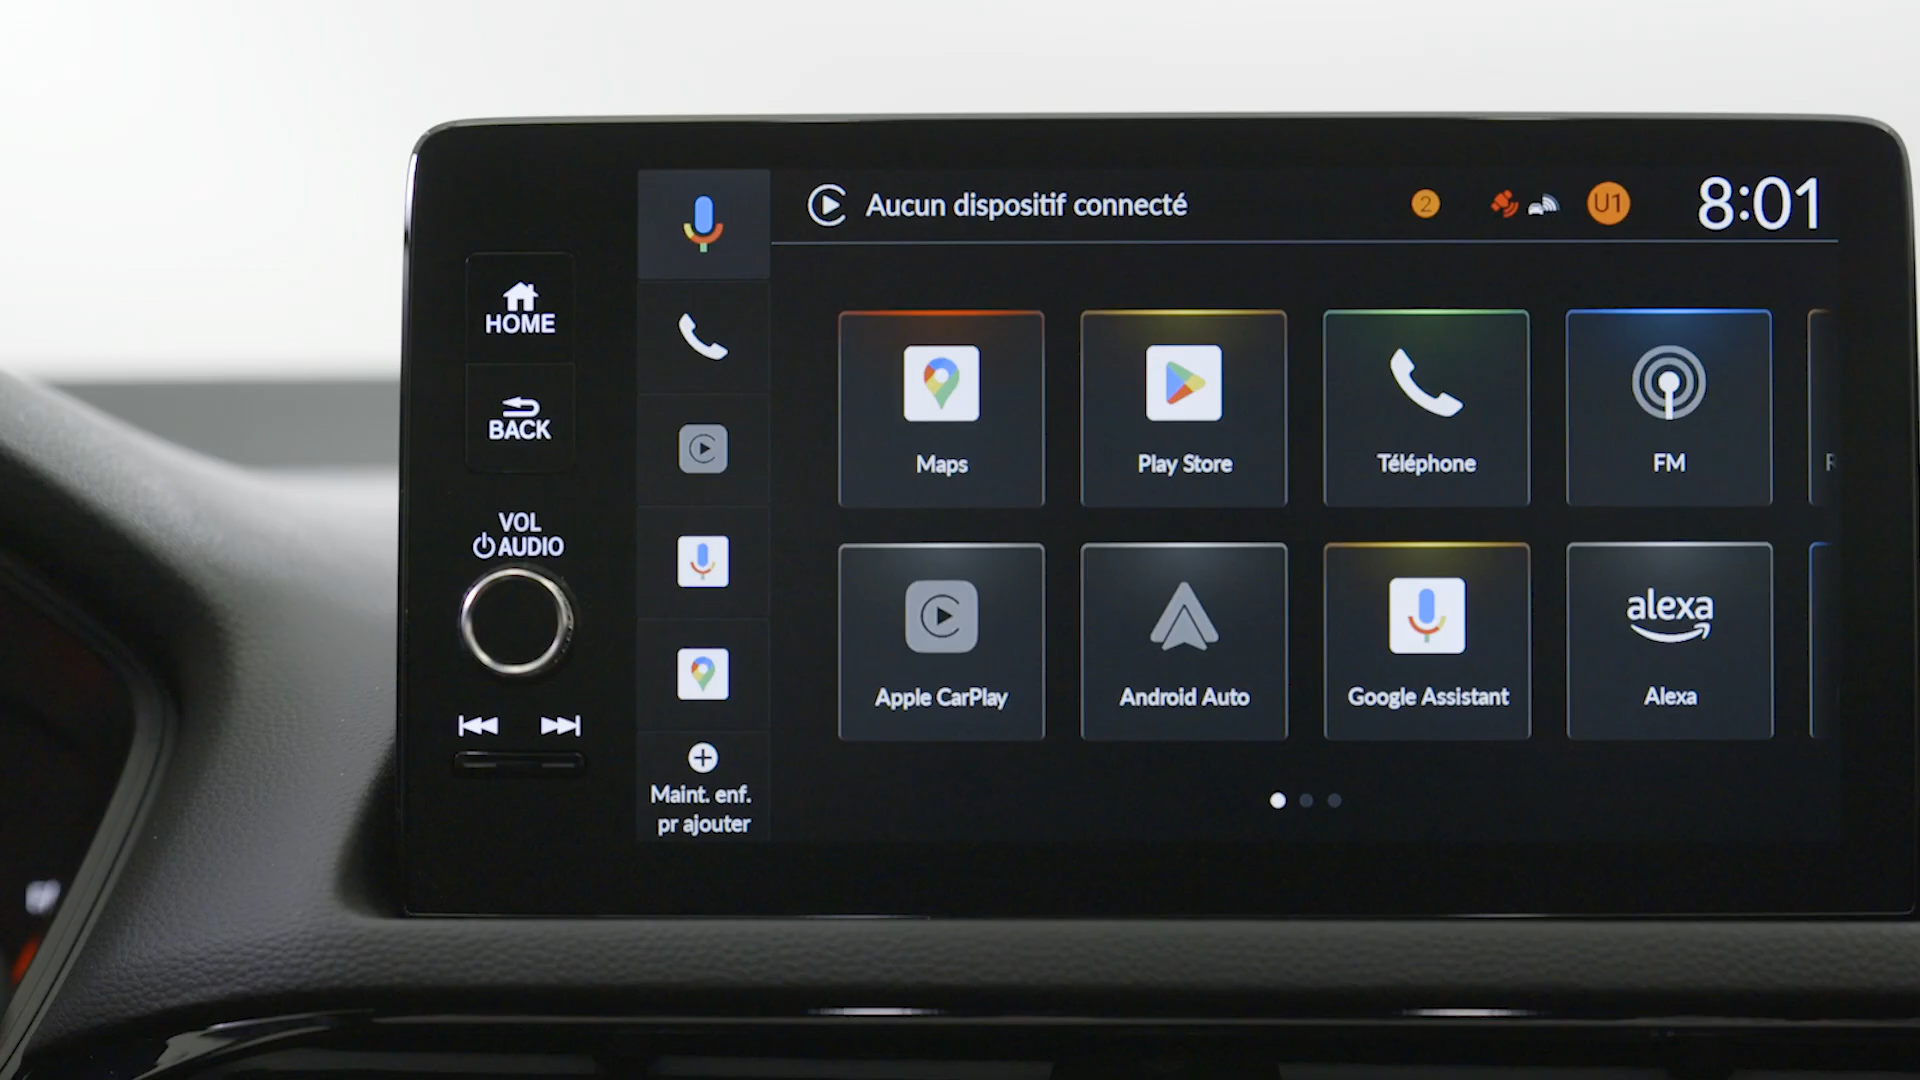 Aucun dispositif connecté
2
U1
8:01
HOME
BACK
VOL
AUDIO
Maps
Play Store
Téléphone
FM
R
Apple CarPlay
Android Auto
Google Assistant
alexa
Alexa
Maint. enf.
pr ajouter